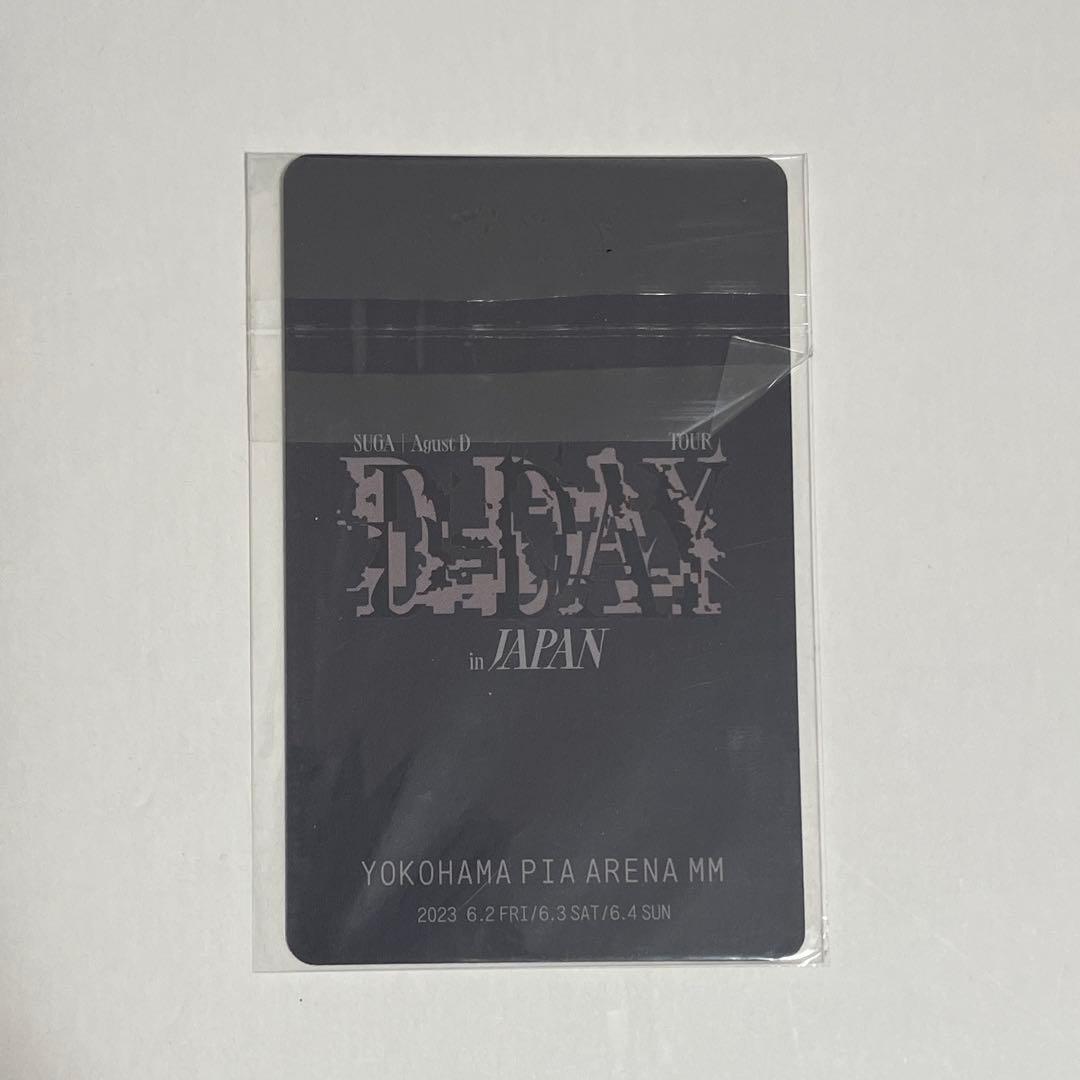 SUGA | Agust D TOUR
D-DAY
in JAPAN
YOKOHAMA PIA ARENA MM
2023 6.2 FRI/6.3 SAT/6.4 SUN